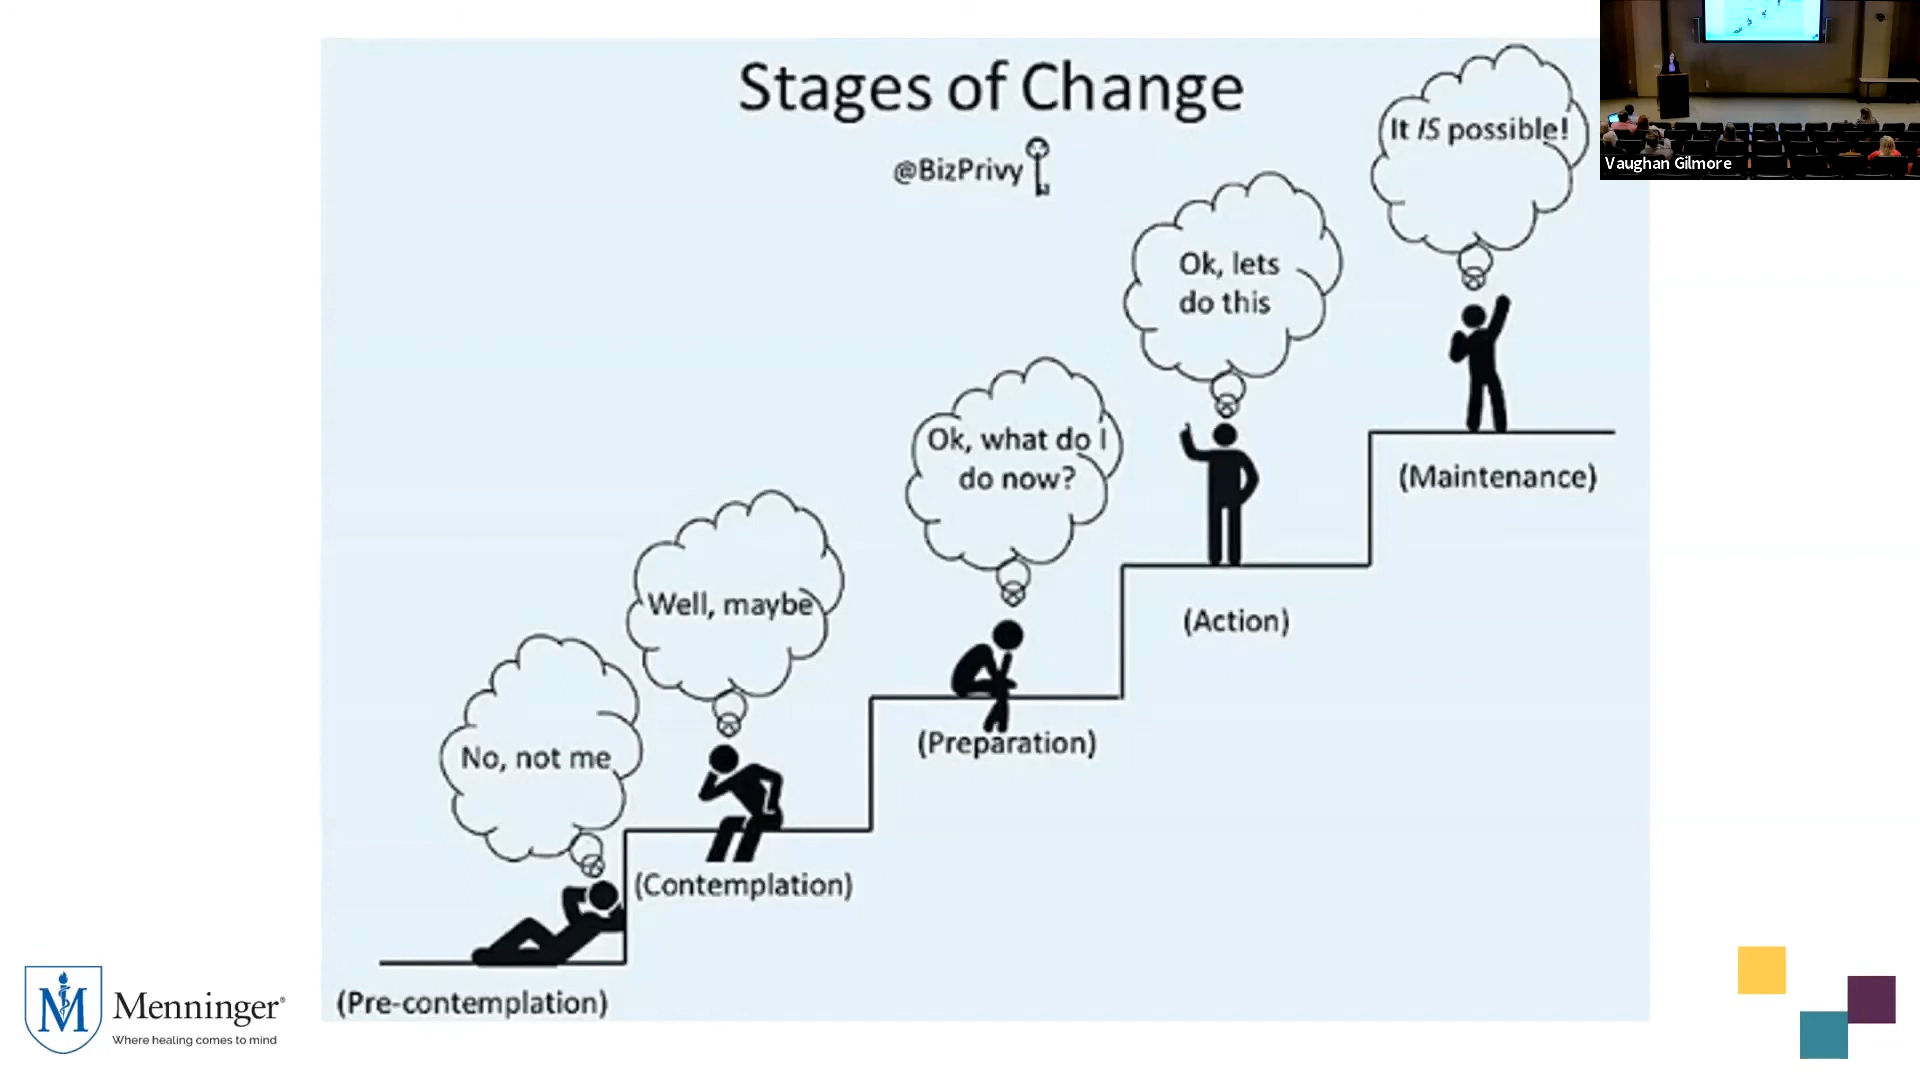 Stages of Change
@BizPrivy
It IS possible!
Vaughan Gilmore
Ok, lets
do this
Ok, what do I
do now?
(Maintenance)
Well, maybe
(Action)
No, not me
(Preparation)
(Contemplation)
(Pre-contemplation)
M Menninger®
Where healing comes to mind